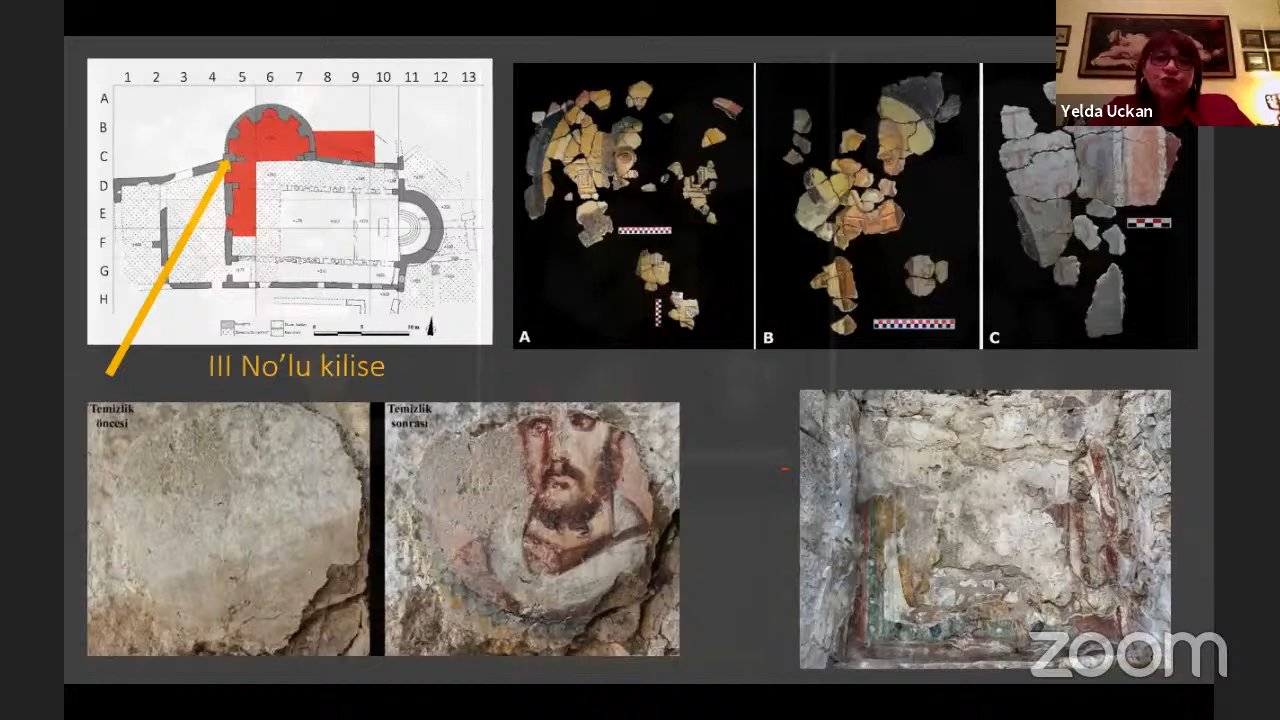 Yelda Uckan
1 2 3 4 5 6 7 8 9 10 11 12 13
A
B
C
D
E
F
G
H
A
B
C
III No’lu kilise
Temizlik
öncesi
Temizlik
sonrası
zoom